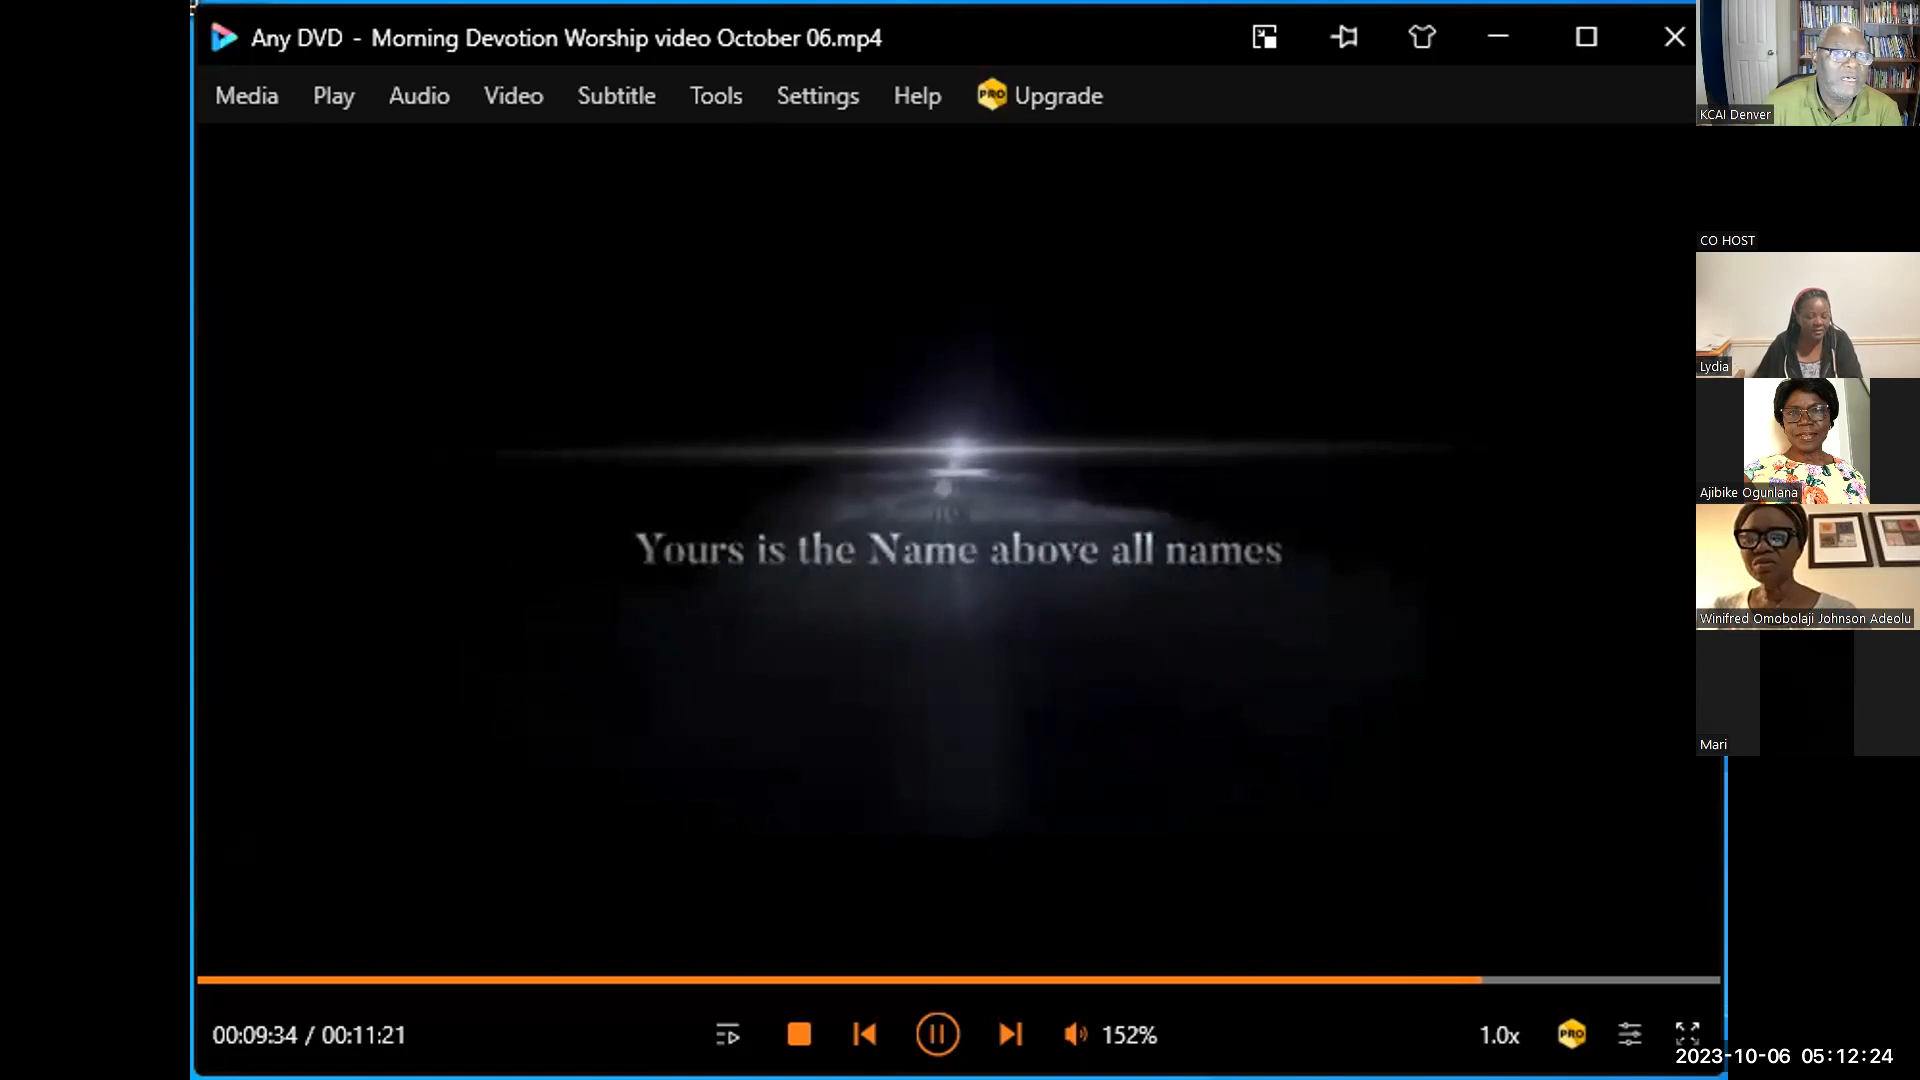 Any DVD - Morning Devotion Worship video October 06.mp4
Media Play Audio Video Subtitle Tools Settings Help PRO Upgrade
KCAI Denver
CO HOST
Lydia
Ajibike Ogunlana
Yours is the Name above all names
Winifred Omobolaji Johnson Adeolu
Mari
00:09:34 / 00:11:21
152%
1.0x
PRO
2023-10-06 05:12:24